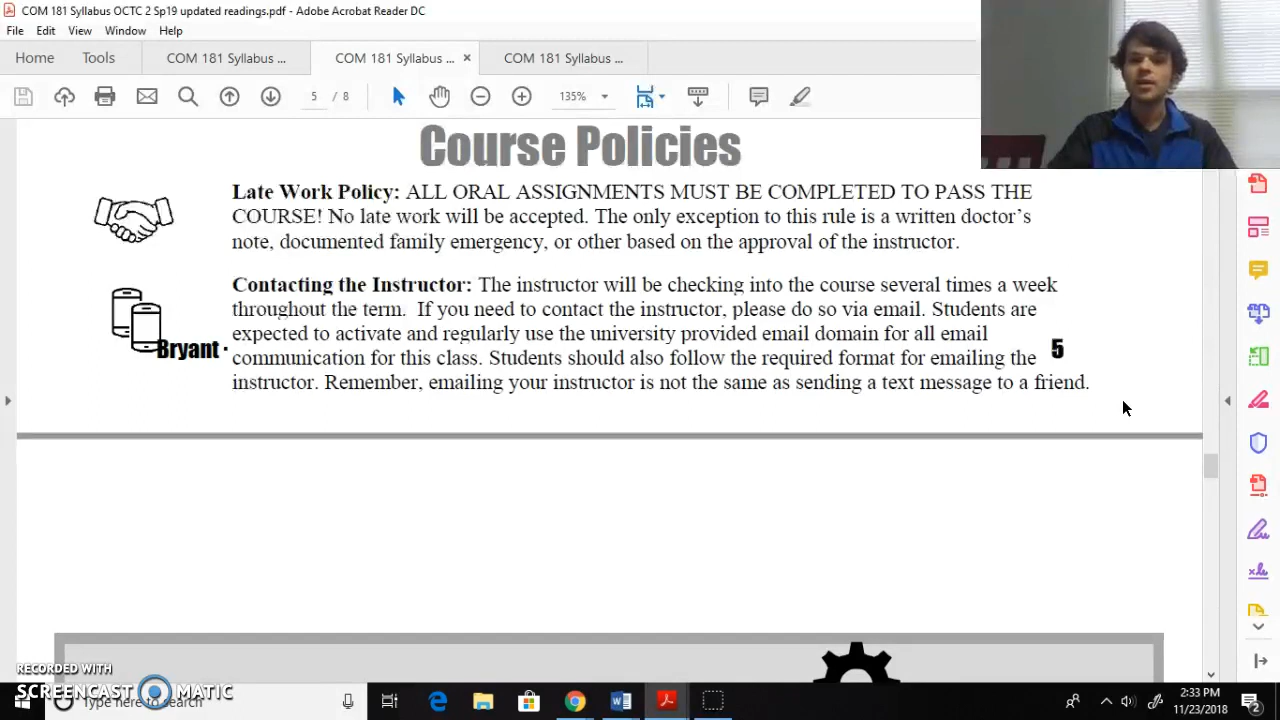 COM 181 Syllabus OCTC 2 Sp19 updated readings.pdf - Adobe Acrobat Reader DC
File Edit View Window Help
Home Tools COM 181 Syllabus ... COM 181 Syllabus ... × COM 181 Syllabus ...
5 / 8 135%
Course Policies
Late Work Policy: ALL ORAL ASSIGNMENTS MUST BE COMPLETED TO PASS THE
COURSE! No late work will be accepted. The only exception to this rule is a written doctor's
note, documented family emergency, or other based on the approval of the instructor.
Contacting the Instructor: The instructor will be checking into the course several times a week
throughout the term. If you need to contact the instructor, please do so via email. Students are
expected to activate and regularly use the university provided email domain for all email
Bryant · 5
communication for this class. Students should also follow the required format for emailing the
instructor. Remember, emailing your instructor is not the same as sending a text message to a friend.
RECORDED WITH
SCREENCAST MATIC
Type here to search
2:33 PM
11/23/2018
2